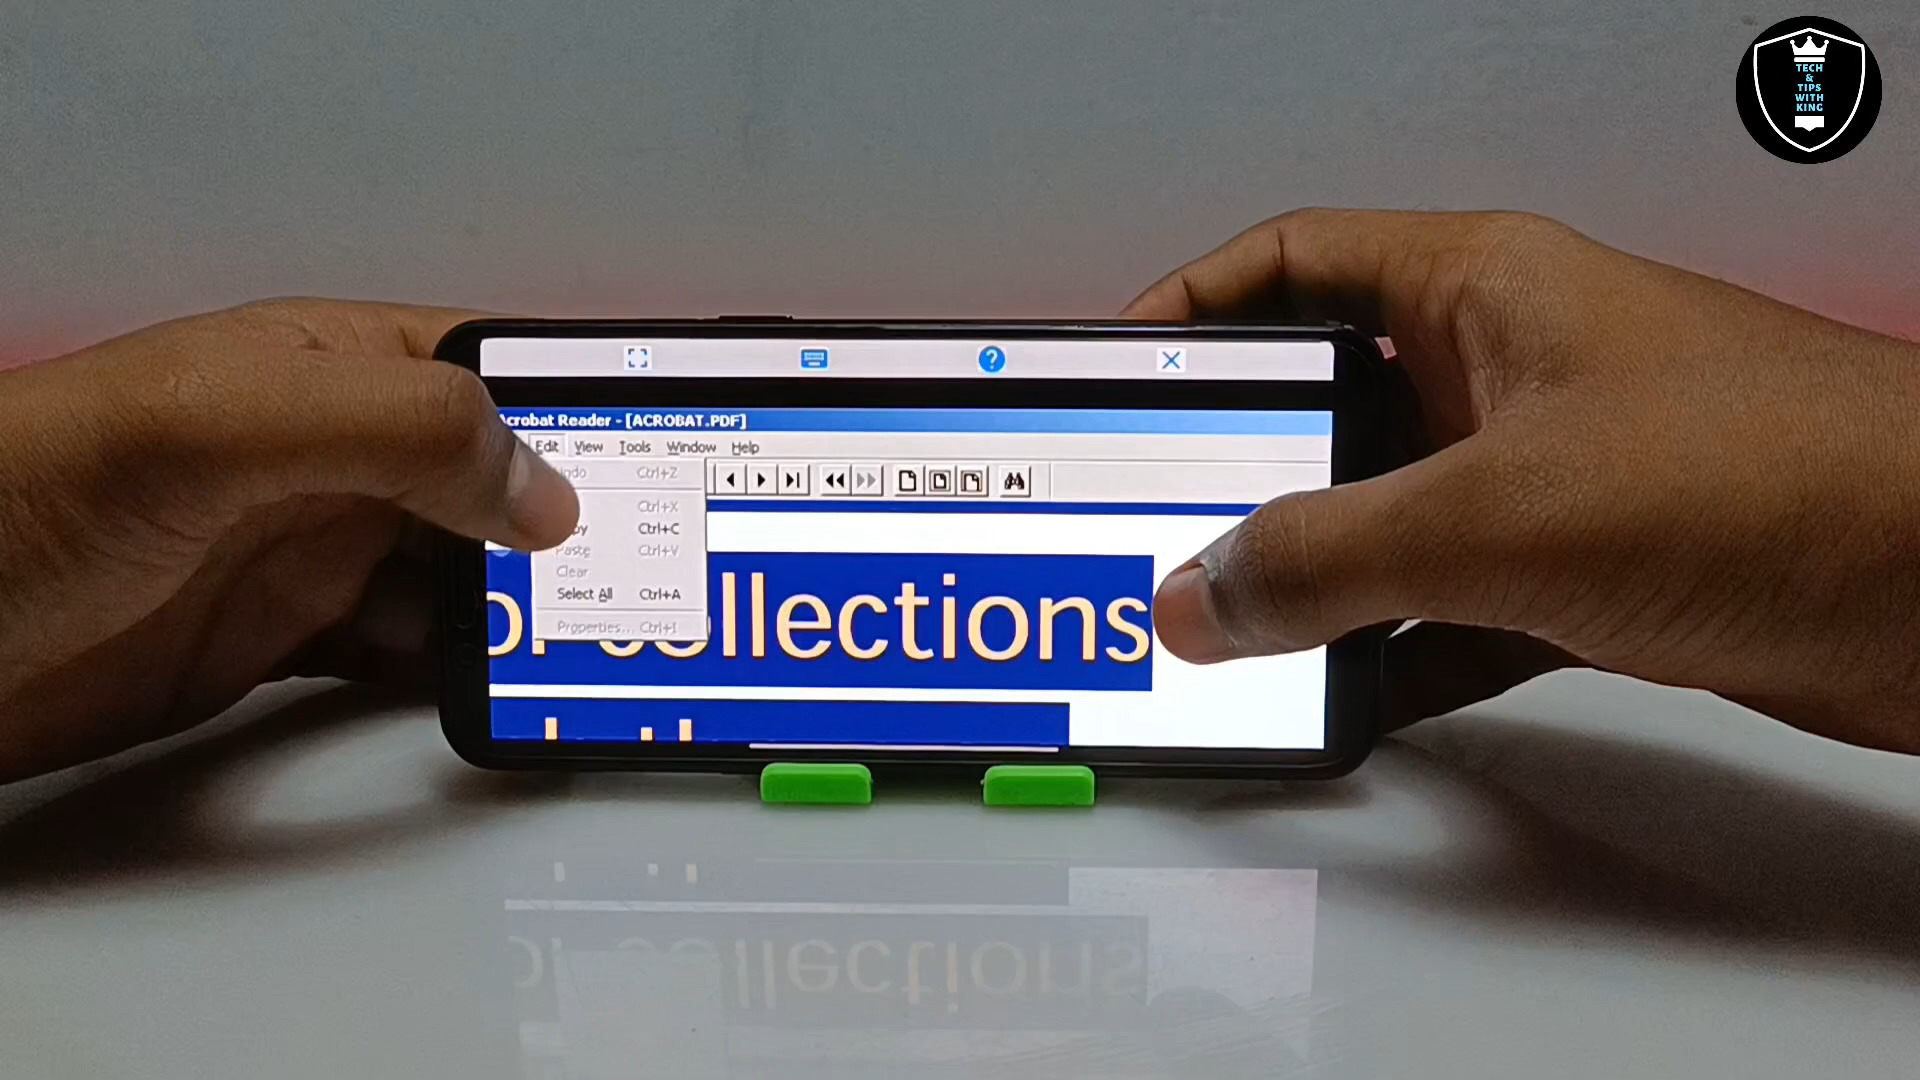 TECH
&
TIPS
WITH
KING
Acrobat Reader - [ACROBAT.PDF]
Edit View Tools Window Help
Ctrl+Z
Ctrl+X
Ctrl+C
Paste Ctrl+V
Clear
Select All Ctrl+A
Properties... Ctrl+I
llections